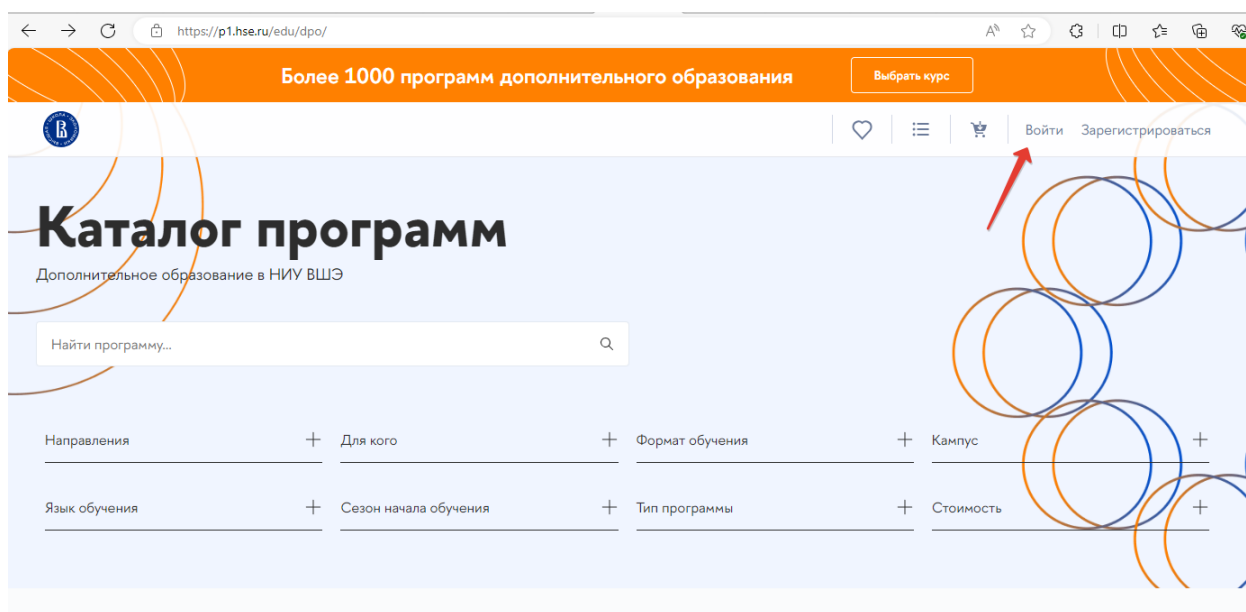 https://p1.hse.ru/edu/dpo/
Более 1000 программ дополнительного образования
Выбрать курс
Войти Зарегистрироваться
Каталог программ
Дополнительное образование в НИУ ВШЭ
Найти программу...
Направления Для кого Формат обучения Кампус
Язык обучения Сезон начала обучения Тип программы Стоимость